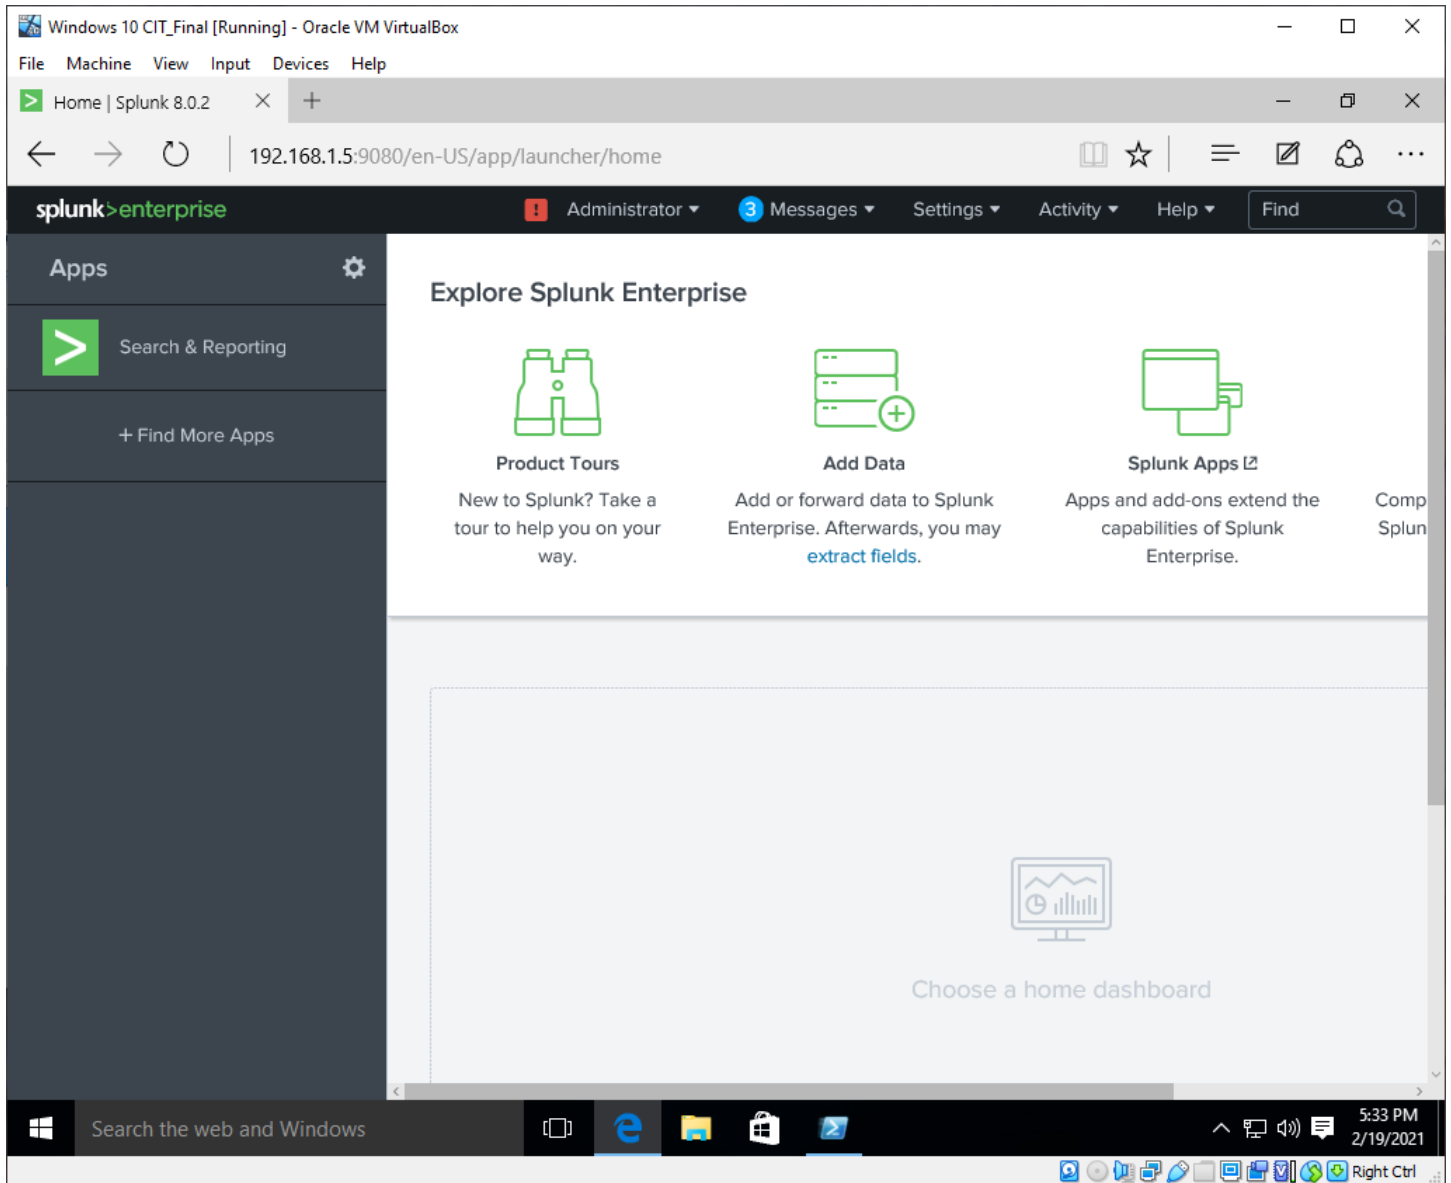 Windows 10 CIT_Final [Running] - Oracle VM VirtualBox
File Machine View Input Devices Help
Home | Splunk 8.0.2
192.168.1.5:9080/en-US/app/launcher/home
splunk>enterprise ! Administrator 3 Messages Settings Activity Help Find
Apps
Search & Reporting
+ Find More Apps
Explore Splunk Enterprise
Product Tours
New to Splunk? Take a
tour to help you on your
way.
Add Data
Add or forward data to Splunk
Enterprise. Afterwards, you may
extract fields.
Splunk Apps
Apps and add-ons extend the
capabilities of Splunk
Enterprise.
Comp
Splun
Choose a home dashboard
Search the web and Windows
5:33 PM
2/19/2021
Right Ctrl